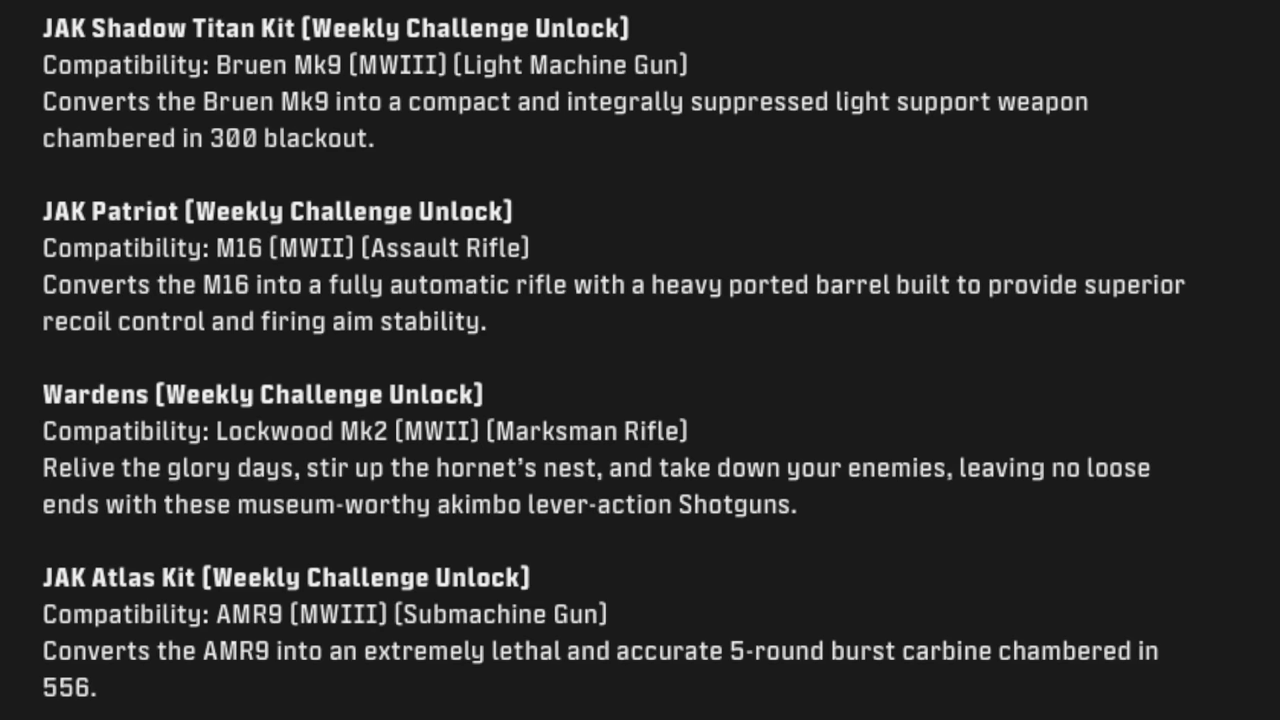 JAK Shadow Titan Kit [Weekly Challenge Unlock]
Compatibility: Bruen Mk9 [MWIII] [Light Machine Gun]
Converts the Bruen Mk9 into a compact and integrally suppressed light support weapon
chambered in 300 blackout.
JAK Patriot [Weekly Challenge Unlock]
Compatibility: M16 [MWII] [Assault Rifle]
Converts the M16 into a fully automatic rifle with a heavy ported barrel built to provide superior
recoil control and firing aim stability.
Wardens [Weekly Challenge Unlock]
Compatibility: Lockwood Mk2 [MWII] [Marksman Rifle]
Relive the glory days, stir up the hornet's nest, and take down your enemies, leaving no loose
ends with these museum-worthy akimbo lever-action Shotguns.
JAK Atlas Kit [Weekly Challenge Unlock]
Compatibility: AMR9 [MWIII] [Submachine Gun]
Converts the AMR9 into an extremely lethal and accurate 5-round burst carbine chambered in
556.